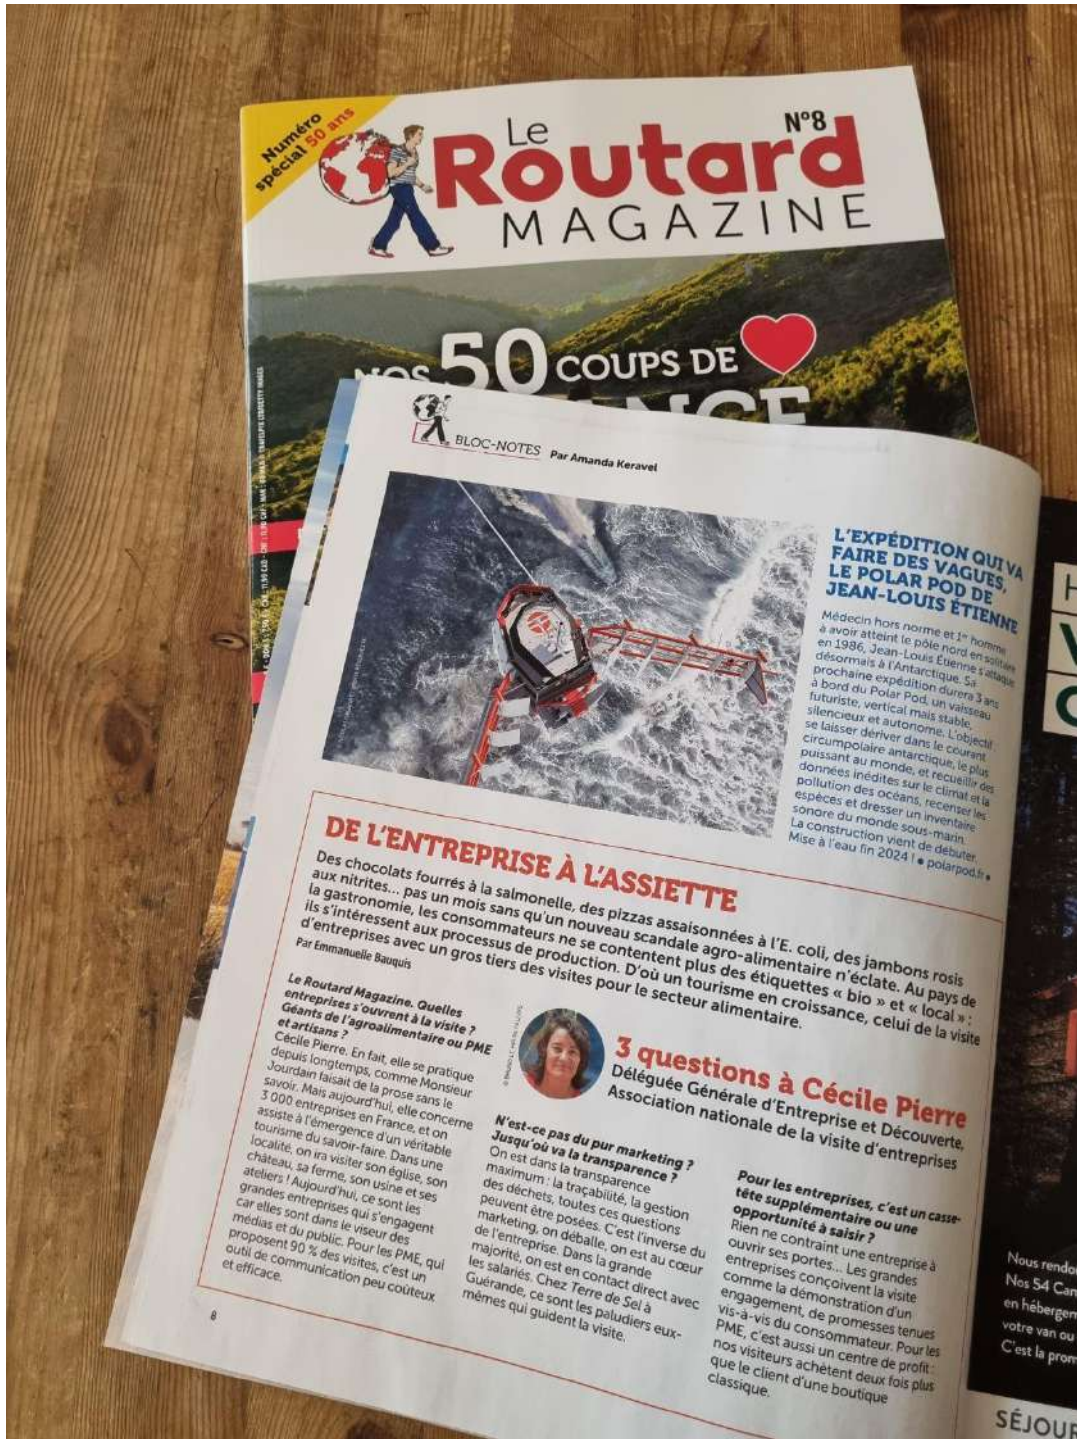 Numéro
spécial 50 ans
N°8
Le
Routard
MAGAZINE
NOS 50 COUPS DE
BLOC-NOTES Par Amanda Keravel
L'EXPÉDITION QUI VA
FAIRE DES VAGUES,
LE POLAR POD DE
JEAN-LOUIS ÉTIENNE
Médecin hors norme et 1er homme
à avoir atteint le pôle nord en solitaire
en 1986, Jean-Louis Étienne s'attaque
désormais à l'Antarctique. Sa
prochaine expédition durera 3 ans
à bord du Polar Pod, un vaisseau
futuriste, vertical mais stable,
silencieux et autonome. L'objectif :
se laisser dériver dans le courant
circumpolaire antarctique, le plus
puissant au monde, et recueillir des
données inédites sur le climat et la
pollution des océans, recenser les
espèces et dresser un inventaire
sonore du monde sous-marin.
La construction vient de débuter.
Mise à l'eau fin 2024 ! • polarpod.fr •
DE L'ENTREPRISE À L'ASSIETTE
Des chocolats fourrés à la salmonelle, des pizzas assaisonnées à l'E. coli, des jambons rosis
aux nitrites... pas un mois sans qu'un nouveau scandale agro-alimentaire n'éclate. Au pays de
la gastronomie, les consommateurs ne se contentent plus des étiquettes « bio » et « local » :
ils s'intéressent aux processus de production. D'où un tourisme en croissance, celui de la visite
d'entreprises avec un gros tiers des visites pour le secteur alimentaire.
Par Emmanuelle Bauquis
Le Routard Magazine. Quelles
entreprises s'ouvrent à la visite ?
Géants de l'agroalimentaire ou PME
et artisans ?
Cécile Pierre. En fait, elle se pratique
depuis longtemps, comme Monsieur
Jourdain faisait de la prose sans le
savoir. Mais aujourd'hui, elle concerne
3 000 entreprises en France, et on
assiste à l'émergence d'un véritable
tourisme du savoir-faire. Dans une
localité, on ira visiter son église, son
château, sa ferme, son usine et ses
ateliers ! Aujourd'hui, ce sont les
grandes entreprises qui s'engagent
car elles sont dans le viseur des
médias et du public. Pour les PME, qui
proposent 90 % des visites, c'est un
outil de communication peu coûteux
et efficace.
3 questions à Cécile Pierre
Déléguée Générale d'Entreprise et Découverte,
Association nationale de la visite d'entreprises
N'est-ce pas du pur marketing ?
Jusqu'où va la transparence ?
On est dans la transparence
maximum : la traçabilité, la gestion
des déchets, toutes ces questions
peuvent être posées. C'est l'inverse du
marketing, on déballe, on est au cœur
de l'entreprise. Dans la grande
majorité, on est en contact direct avec
les salariés. Chez Terre de Sel à
Guérande, ce sont les paludiers eux-
mêmes qui guident la visite.
Pour les entreprises, c'est un casse-
tête supplémentaire ou une
opportunité à saisir ?
Rien ne contraint une entreprise à
ouvrir ses portes... Les grandes
entreprises conçoivent la visite
comme la démonstration d'un
engagement, de promesses tenues
vis-à-vis du consommateur. Pour les
PME, c'est aussi un centre de profit :
nos visiteurs achètent deux fois plus
que le client d'une boutique
classique.
8
Nos 54
en
votre van ou
C'est la